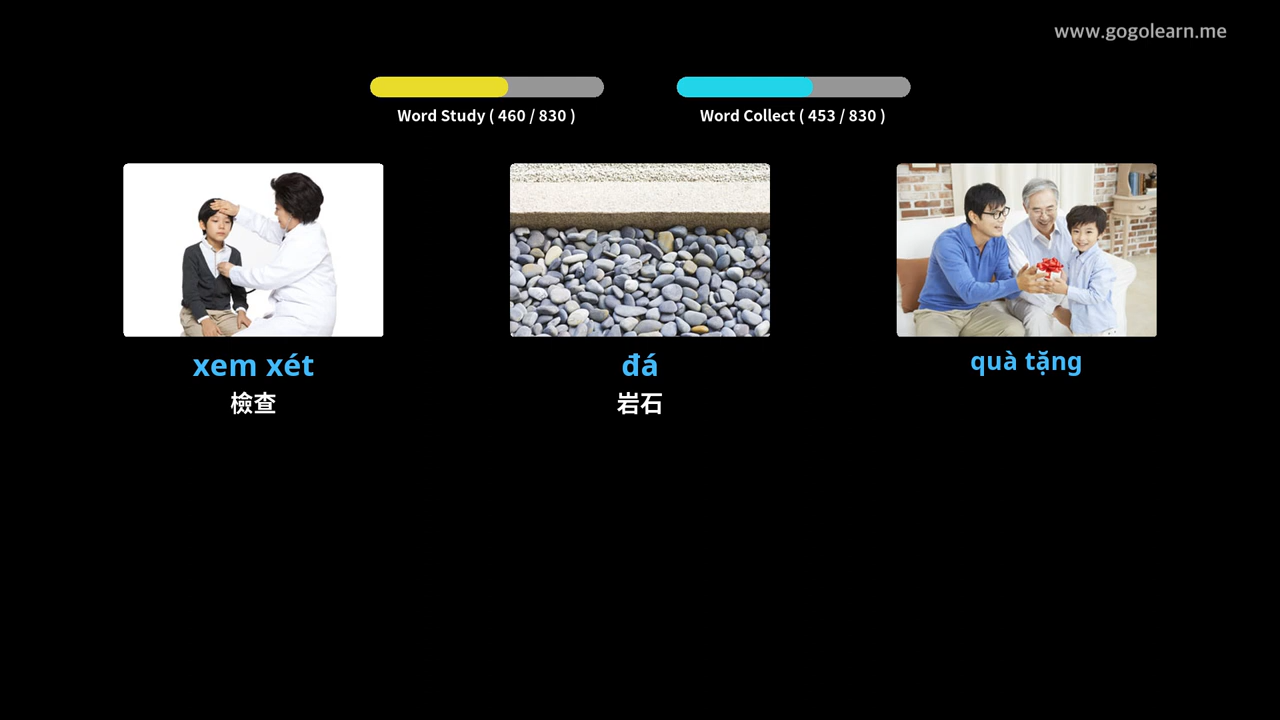 www.gogolearn.me
Word Study ( 460 / 830 )
Word Collect ( 453 / 830 )
xem xét
檢查
đá
岩石
quà tặng